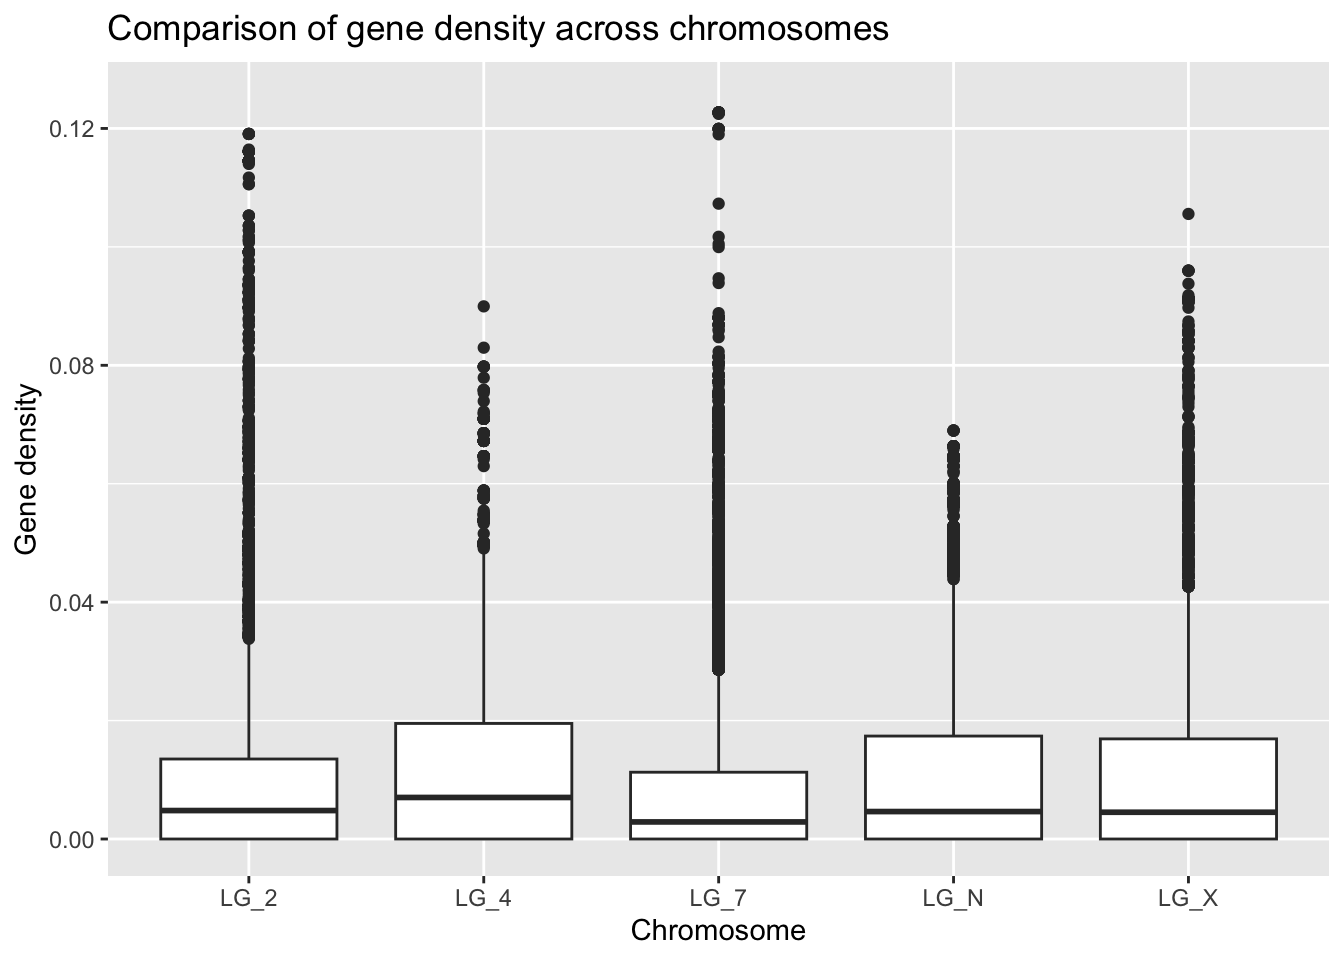 Comparison of gene density across chromosomes
0.12
0.08
0.04
0.00
Gene density
LG_2 LG_4 LG_7 LG_N LG_X
Chromosome